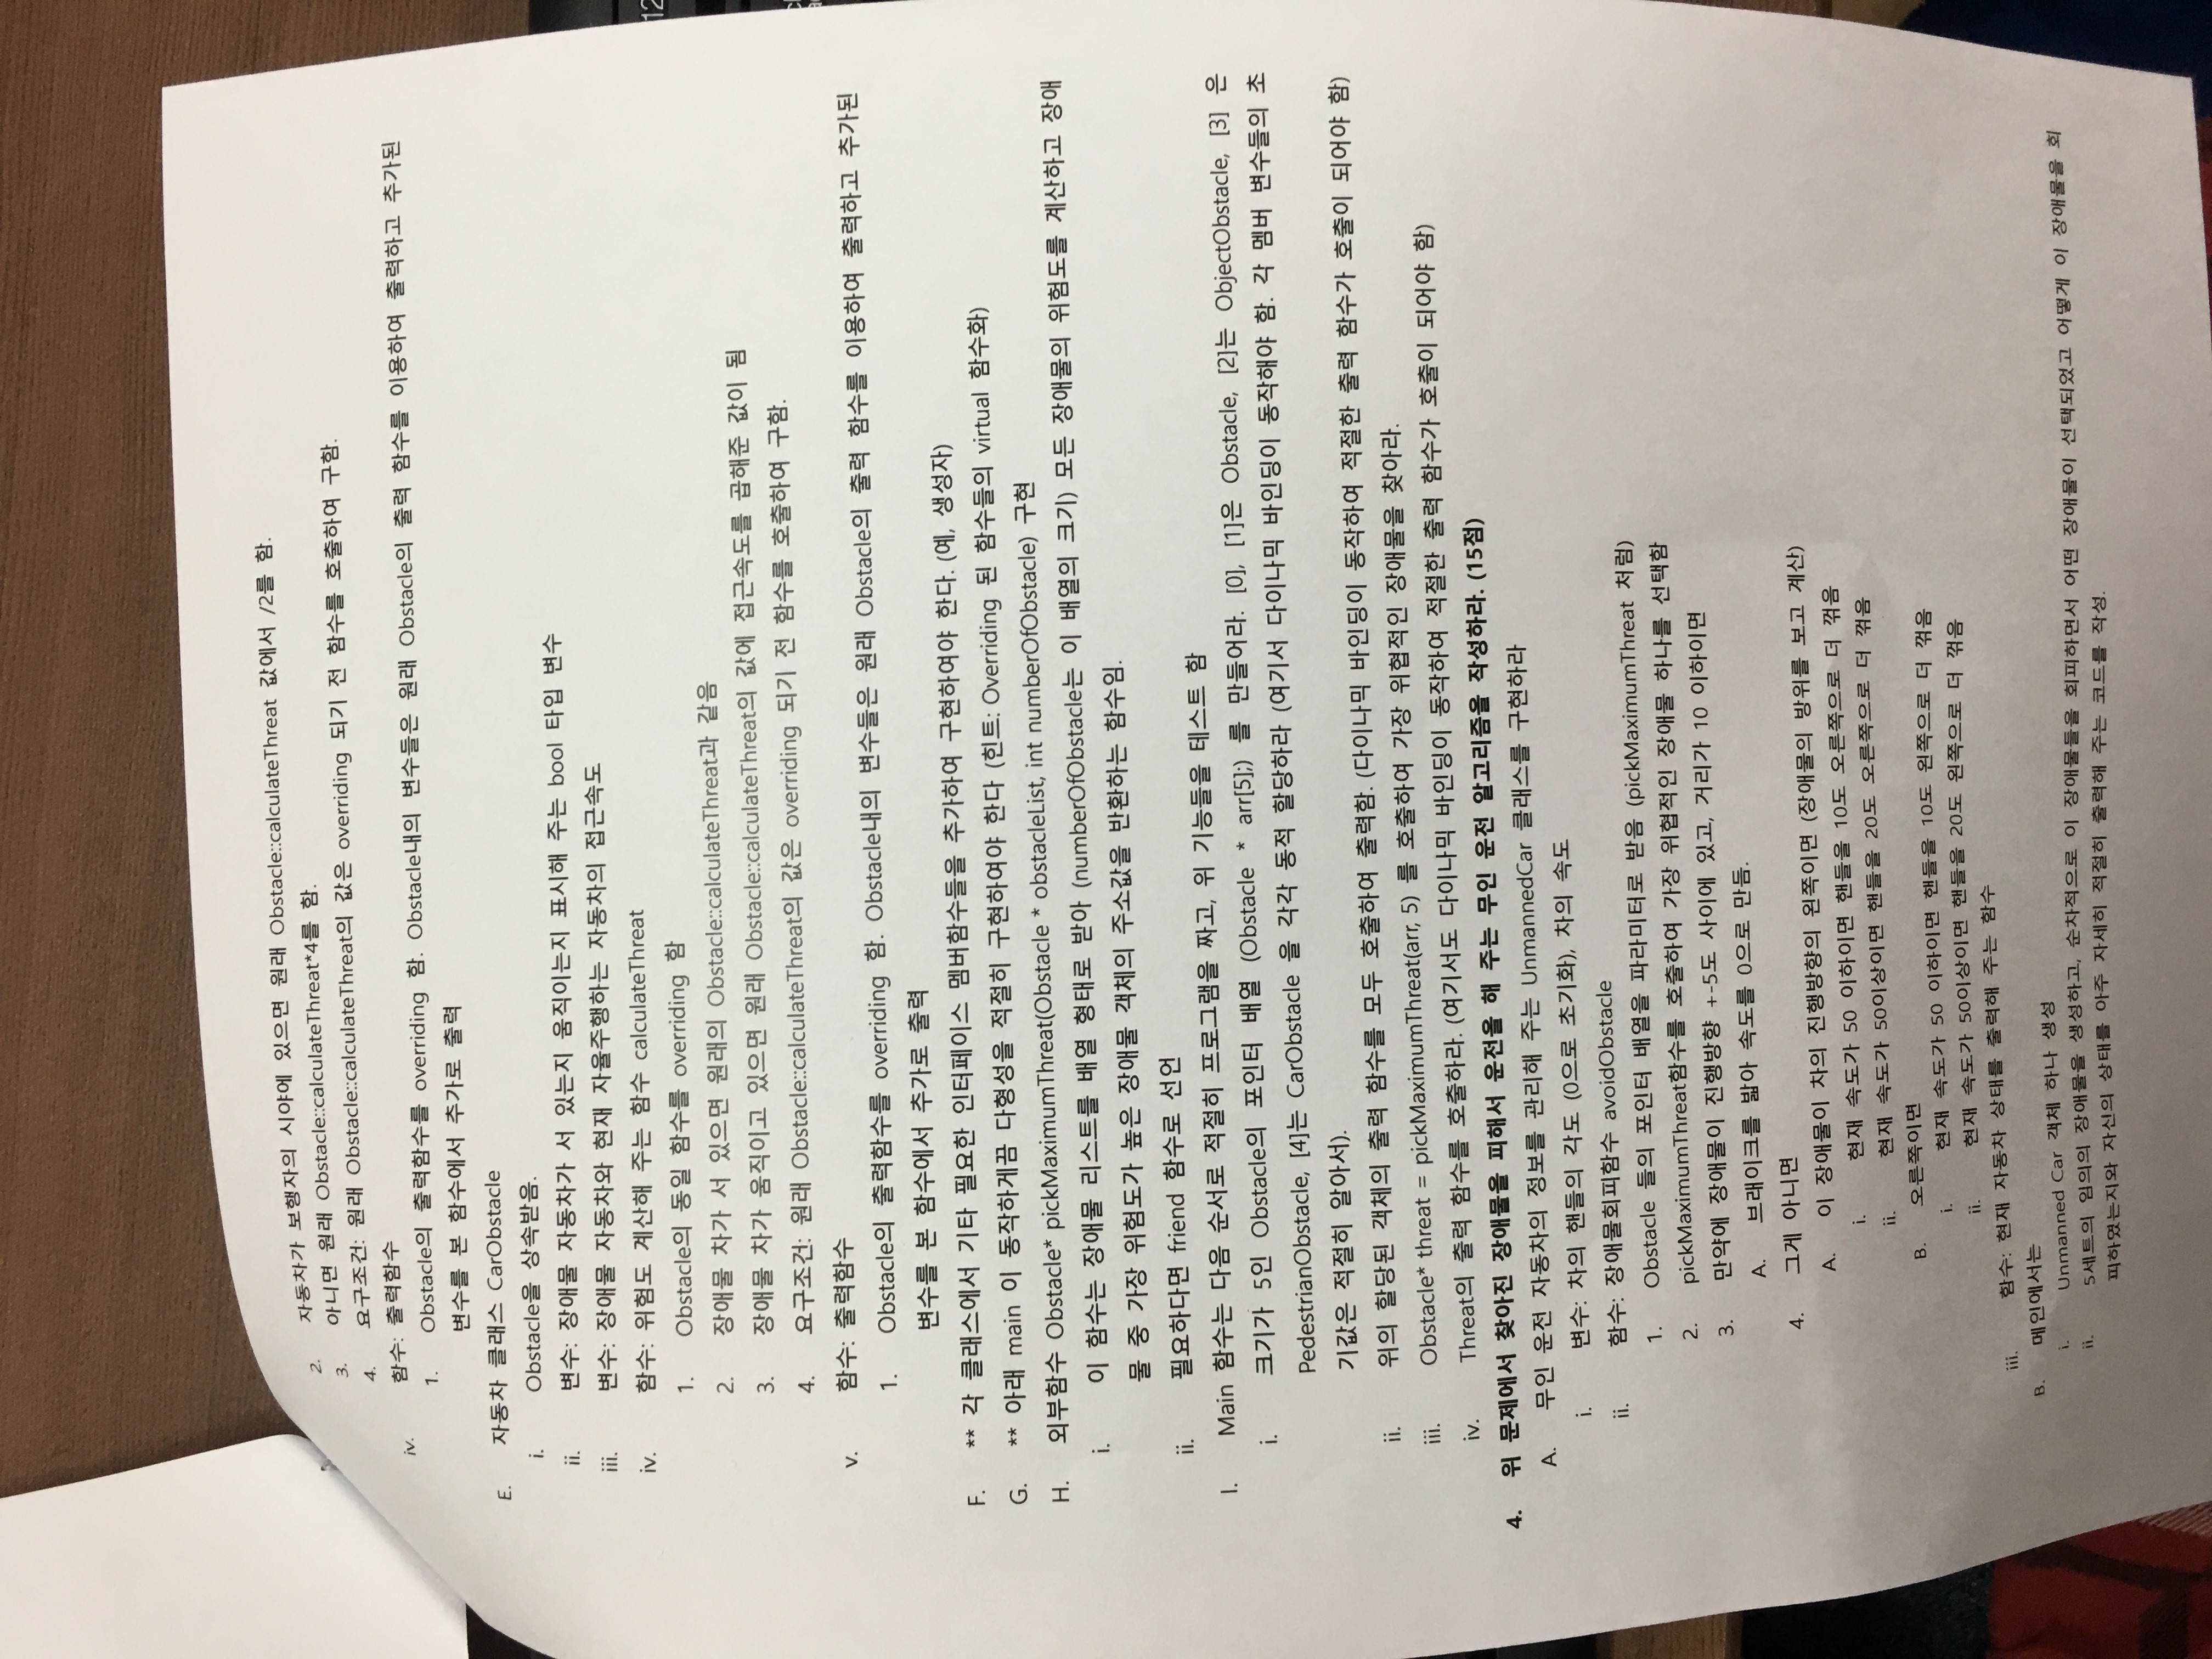 2. 자동차가 보행자의 시야에 있으면 원래 Obstacle::calculateThreat 값에서 /2를 함.
3. 아니면 원래 Obstacle::calculateThreat*4를 함.
4. 요구조건: 원래 Obstacle::calculateThreat의 값은 overriding 되기 전 함수를 호출하여 구함.
iv. 함수: 출력함수
1. Obstacle의 출력함수를 overriding 함. Obstacle내의 변수들은 원래 Obstacle의 출력 함수를 이용하여 출력하고 추가된
변수를 본 함수에서 추가로 출력
E. 자동차 클래스 CarObstacle
i. Obstacle을 상속받음.
ii. 변수: 장애물 자동차가 서 있는지 움직이는지 표시해 주는 bool 타입 변수
iii. 변수: 장애물 자동차와 현재 자율주행하는 자동차의 접근속도
iv. 함수: 위험도 계산해 주는 함수 calculateThreat
1. Obstacle의 동일 함수를 overriding 함
2. 장애물 차가 서 있으면 원래의 Obstacle::calculateThreat과 같음
3. 장애물 차가 움직이고 있으면 원래 Obstacle::calculateThreat의 값에 접근속도를 곱해준 값이 됨
4. 요구조건: 원래 Obstacle::calculateThreat의 값은 overriding 되기 전 함수를 호출하여 구함.
v. 함수: 출력함수
1. Obstacle의 출력함수를 overriding 함. Obstacle내의 변수들은 원래 Obstacle의 출력 함수를 이용하여 출력하고 추가된
변수를 본 함수에서 추가로 출력
F. ** 각 클래스에서 기타 필요한 인터페이스 멤버함수들을 추가하여 구현하여야 한다. (예, 생성자)
G. ** 아래 main 이 동작하게끔 다형성을 적절히 구현하여야 한다 (힌트: Overriding 된 함수들의 virtual 함수화)
H. 외부함수 Obstacle* pickMaximumThreat(Obstacle * obstacleList, int numberOfObstacle) 구현
i. 이 함수는 장애물 리스트를 배열 형태로 받아 (numberOfObstacle는 이 배열의 크기) 모든 장애물의 위험도를 계산하고 장애
물 중 가장 위험도가 높은 장애물 객체의 주소값을 반환하는 함수임.
ii. 필요하다면 friend 함수로 선언
I. Main 함수는 다음 순서로 적절히 프로그램을 짜고, 위 기능들을 테스트 함
i. 크기가 5인 Obstacle의 포인터 배열 (Obstacle * arr[5];) 를 만들어라. [0], [1]은 Obstacle, [2]는 ObjectObstacle, [3] 은
PedestrianObstacle, [4]는 CarObstacle 을 각각 동적 할당하라 (여기서 다이나믹 바인딩이 동작해야 함. 각 멤버 변수들의 초
기값은 적절히 알아서).
ii. 위의 할당된 객체의 출력 함수를 모두 호출하여 출력함. (다이나믹 바인딩이 동작하여 적절한 출력 함수가 호출이 되어야 함)
iii. Obstacle* threat = pickMaximumThreat(arr, 5) 를 호출하여 가장 위협적인 장애물을 찾아라.
iv. Threat의 출력 함수를 호출하라. (여기서도 다이나믹 바인딩이 동작하여 적절한 출력 함수가 호출이 되어야 함)
4. 위 문제에서 찾아진 장애물을 피해서 운전을 해 주는 무인 운전 알고리즘을 작성하라. (15점)
A. 무인 운전 자동차의 정보를 관리해 주는 UnmannedCar 클래스를 구현하라
i. 변수: 차의 핸들의 각도 (0으로 초기화), 차의 속도
ii. 함수: 장애물회피함수 avoidObstacle
1. Obstacle 들의 포인터 배열을 파라미터로 받음 (pickMaximumThreat 처럼)
2. pickMaximumThreat함수를 호출하여 가장 위협적인 장애물 하나를 선택함
3. 만약에 장애물이 진행방향 +-5도 사이에 있고, 거리가 10 이하이면
A. 브래이크를 밟아 속도를 0으로 만듬.
4. 그게 아니면
A. 이 장애물이 차의 진행방향의 왼쪽이면 (장애물의 방위를 보고 계산)
i. 현재 속도가 50 이하이면 핸들을 10도 오른쪽으로 더 꺾음
ii. 현재 속도가 50이상이면 핸들을 20도 오른쪽으로 더 꺾음
B. 오른쪽이면
i. 현재 속도가 50 이하이면 핸들을 10도 왼쪽으로 더 꺾음
ii. 현재 속도가 50이상이면 핸들을 20도 왼쪽으로 더 꺾음
iii. 함수: 현재 자동차 상태를 출력해 주는 함수
B. 메인에서는
i. Unmanned Car 객체 하나 생성
ii. 5세트의 임의의 장애물을 생성하고, 순차적으로 이 장애물들을 회피하면서 어떤 장애물이 선택되었고 어떻게 이 장애물을 회
피하였는지와 자신의 상태를 아주 자세히 적절히 출력해 주는 코드를 작성.
12